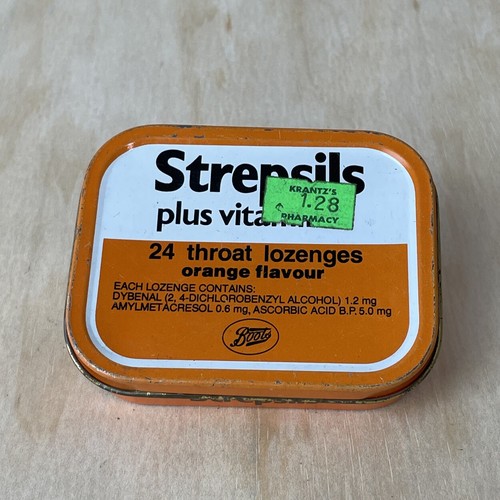 Strepsils
KRANTZ'S
1.28
PHARMACY
plus
24 throat lozenges
orange flavour
EACH LOZENGE CONTAINS:
DYBENAL (2, 4-DICHLOROBENZYL ALCOHOL) 1.2 mg
AMYLMETACRESOL 0.6 mg, ASCORBIC ACID B.P. 5.0 mg
Boots